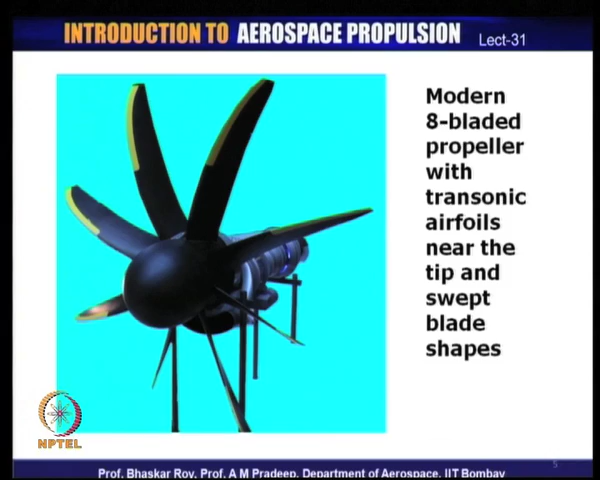 INTRODUCTION TO AEROSPACE PROPULSION Lect-31
Modern
8-bladed
propeller
with
transonic
airfoils
near the
tip and
swept
blade
shapes
NPTEL
5
Prof. Bhaskar Roy, Prof. A M Pradeep, Department of Aerospace, IIT Bombay